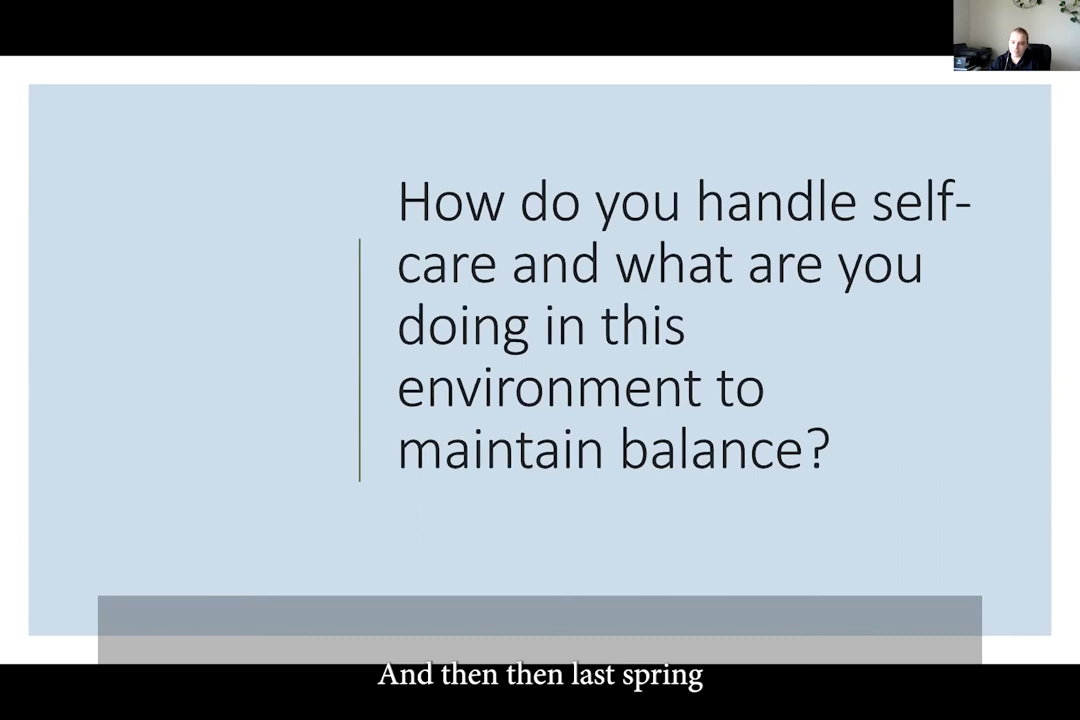 How do you handle self-
care and what are you
doing in this
environment to
maintain balance?
And then then last spring